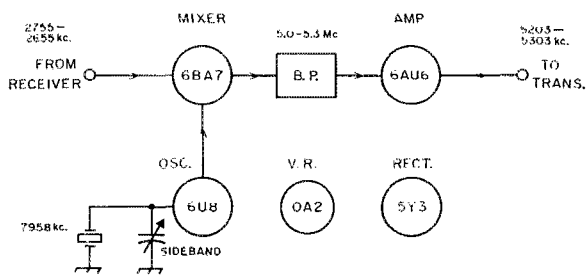 MIXER
5.0-5.3 Mc
AMP
2755-
2655 kc.
5203-
5303 kc.
FROM
RECEIVER
6BA7
B.P.
6AU6
TO
TRANS.
OSC.
V.R.
RECT.
6U8
0A2
5Y3
7958 kc.
SIDEBAND